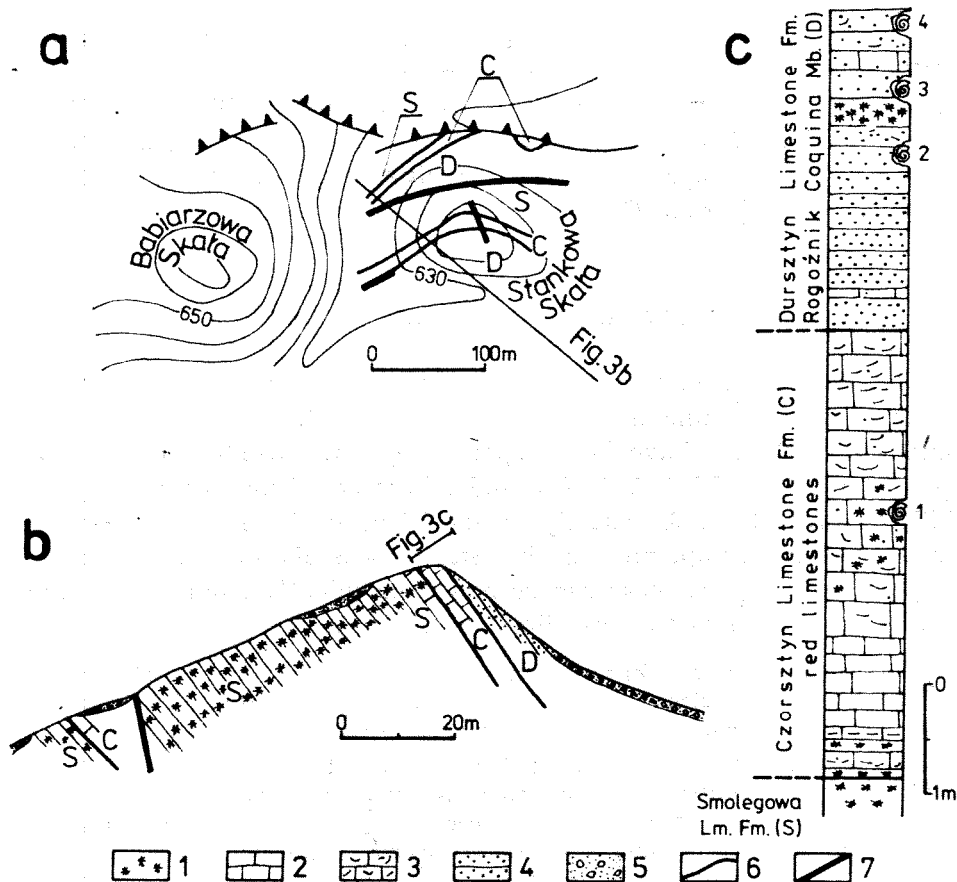 a
S
C
D
S
C
D
Babiarzowa
Skała
Stankowa
Skała
650
630
0 100m
Fig. 3b
b
Fig. 3c
S
C
D
S
S
C
0 20m
c
Dursztyn Limestone Fm.
Rogoźnik Coquina Mb. (D)
4
3
2
Czorsztyn Limestone Fm. (C)
red limestones
1
0
1m
Smolegowa
Lm. Fm. (S)
1 2 3 4 5 6 7